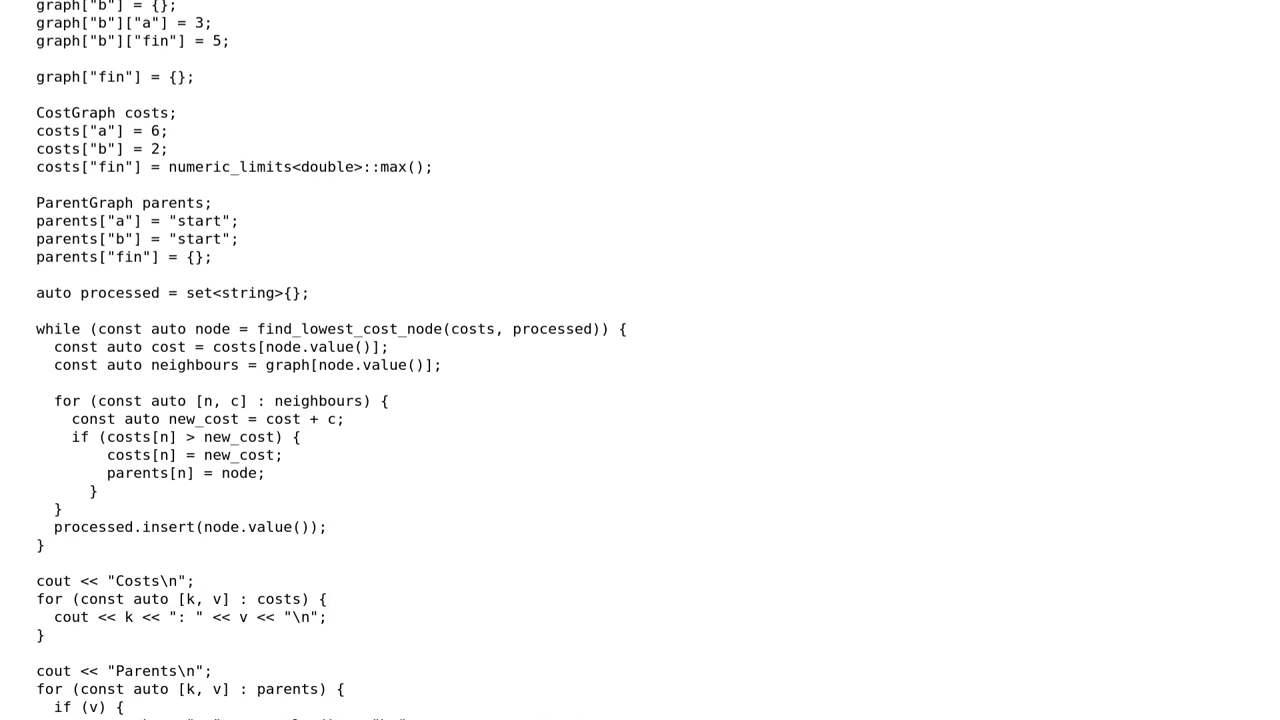 graph["b"] = {};
graph["b"]["a"] = 3;
graph["b"]["fin"] = 5;

graph["fin"] = {};

CostGraph costs;
costs["a"] = 6;
costs["b"] = 2;
costs["fin"] = numeric_limits<double>::max();

ParentGraph parents;
parents["a"] = "start";
parents["b"] = "start";
parents["fin"] = {};

auto processed = set<string>{};

while (const auto node = find_lowest_cost_node(costs, processed)) {
  const auto cost = costs[node.value()];
  const auto neighbours = graph[node.value()];

  for (const auto [n, c] : neighbours) {
    const auto new_cost = cost + c;
    if (costs[n] > new_cost) {
        costs[n] = new_cost;
        parents[n] = node;
      }
  }
  processed.insert(node.value());
}

cout << "Costs\n";
for (const auto [k, v] : costs) {
  cout << k << ": " << v << "\n";
}

cout << "Parents\n";
for (const auto [k, v] : parents) {
  if (v) {